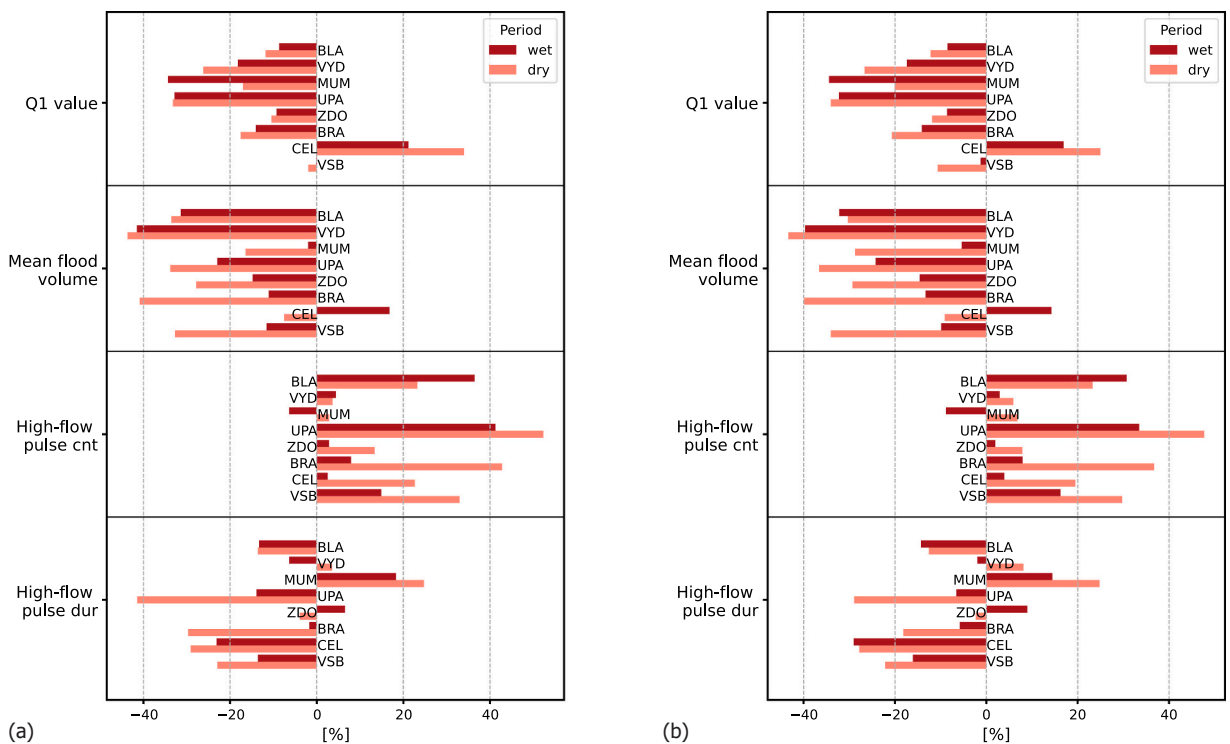 Period
wet
dry
Q1 value
BLA
VYD
MUM
UPA
ZDO
BRA
CEL
VSB
Mean flood
volume
BLA
VYD
MUM
UPA
ZDO
BRA
CEL
VSB
High-flow
pulse cnt
BLA
VYD
MUM
UPA
ZDO
BRA
CEL
VSB
High-flow
pulse dur
BLA
VYD
MUM
UPA
ZDO
BRA
CEL
VSB
−40 −20 0 20 40
[%]
(a)
Period
wet
dry
Q1 value
BLA
VYD
MUM
UPA
ZDO
BRA
CEL
VSB
Mean flood
volume
BLA
VYD
MUM
UPA
ZDO
BRA
CEL
VSB
High-flow
pulse cnt
BLA
VYD
MUM
UPA
ZDO
BRA
CEL
VSB
High-flow
pulse dur
BLA
VYD
MUM
UPA
ZDO
BRA
CEL
VSB
−40 −20 0 20 40
[%]
(b)